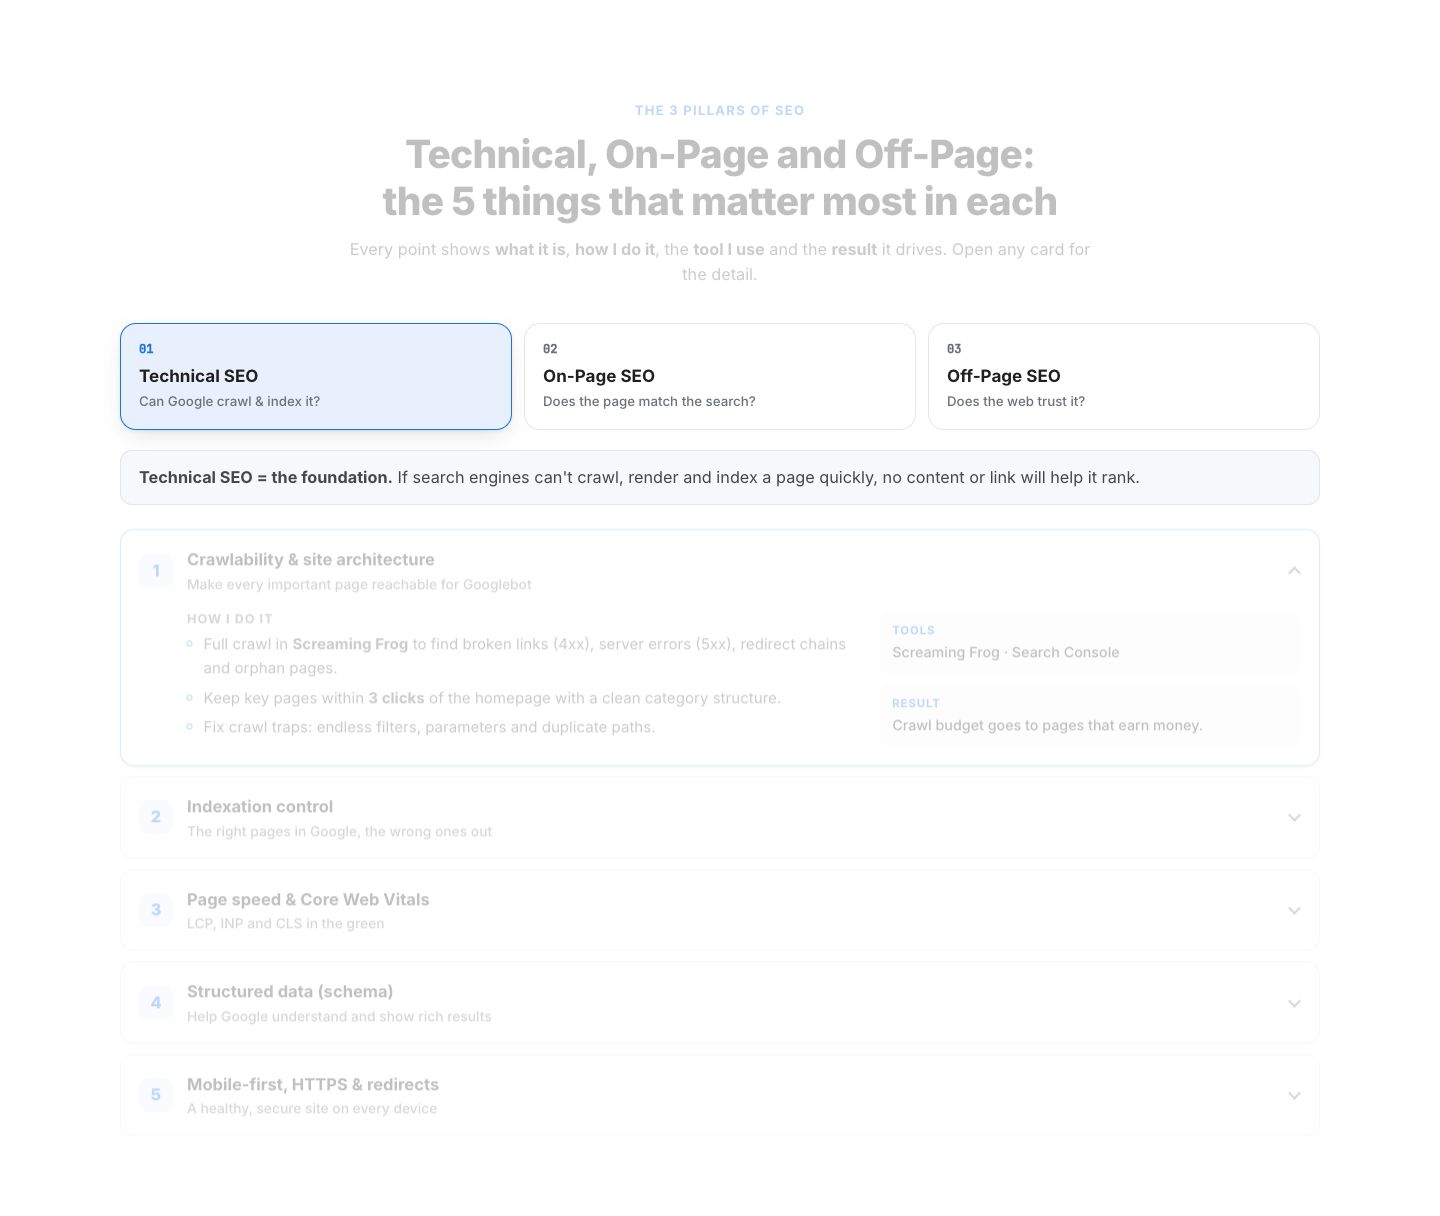 THE 3 PILLARS OF SEO
Technical, On-Page and Off-Page:
the 5 things that matter most in each
Every point shows what it is, how I do it, the tool I use and the result it drives. Open any card for
the detail.
01
Technical SEO
Can Google crawl & index it?
02
On-Page SEO
Does the page match the search?
03
Off-Page SEO
Does the web trust it?
Technical SEO = the foundation. If search engines can't crawl, render and index a page quickly, no content or link will help it rank.
1
Crawlability & site architecture
Make every important page reachable for Googlebot
HOW I DO IT
Full crawl in Screaming Frog to find broken links (4xx), server errors (5xx), redirect chains
and orphan pages.
Keep key pages within 3 clicks of the homepage with a clean category structure.
Fix crawl traps: endless filters, parameters and duplicate paths.
TOOLS
Screaming Frog · Search Console
RESULT
Crawl budget goes to pages that earn money.
2
Indexation control
The right pages in Google, the wrong ones out
3
Page speed & Core Web Vitals
LCP, INP and CLS in the green
4
Structured data (schema)
Help Google understand and show rich results
5
Mobile-first, HTTPS & redirects
A healthy, secure site on every device